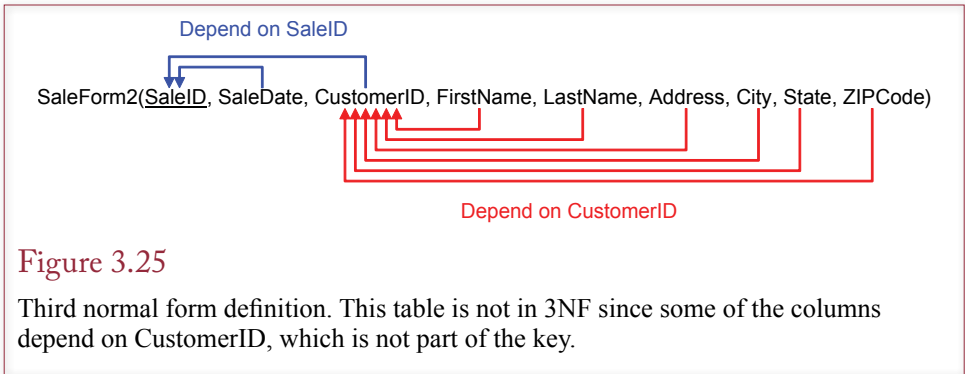 Depend on SaleID
SaleForm2(SaleID, SaleDate, CustomerID, FirstName, LastName, Address, City, State, ZIPCode)
Depend on CustomerID
Figure 3.25
Third normal form definition. This table is not in 3NF since some of the columns
depend on CustomerID, which is not part of the key.